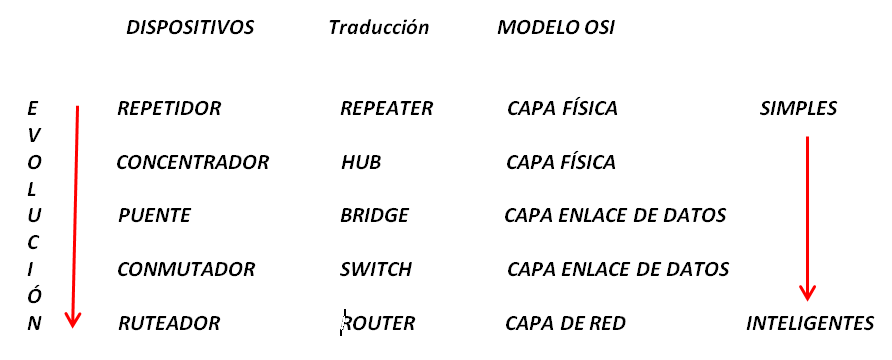 DISPOSITIVOS Traducción MODELO OSI
E REPETIDOR REPEATER CAPA FÍSICA SIMPLES
V
O CONCENTRADOR HUB CAPA FÍSICA
L
U PUENTE BRIDGE CAPA ENLACE DE DATOS
C
I CONMUTADOR SWITCH CAPA ENLACE DE DATOS
Ó
N RUTEADOR ROUTER CAPA DE RED INTELIGENTES